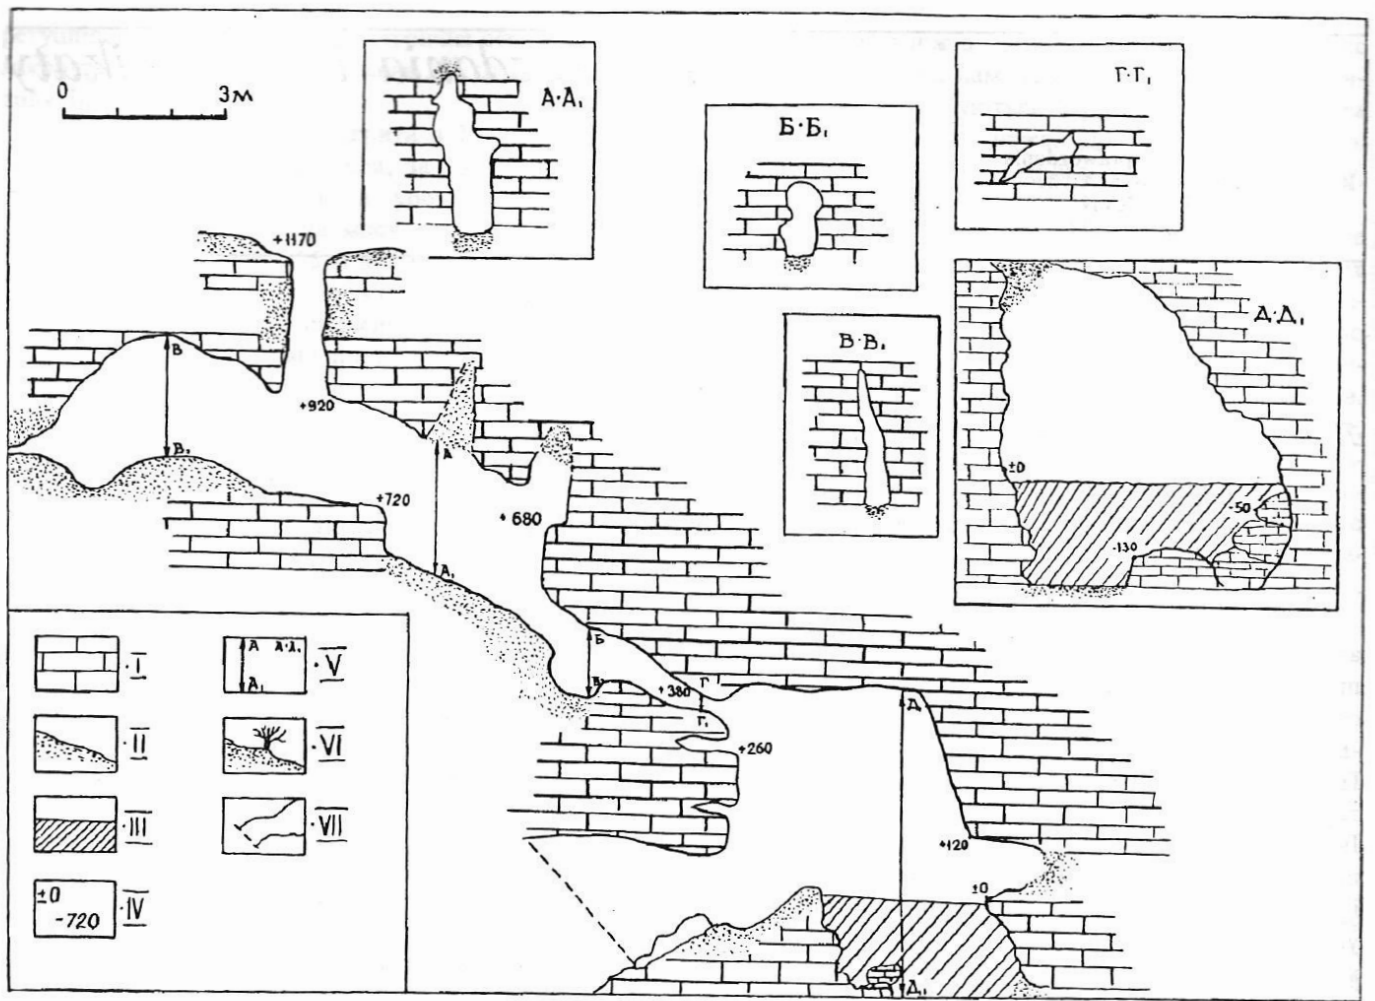 0 3м
А·А₁
Б·Б₁
Г·Г₁
В·В₁
Д·Д₁
±0
-50
-130
+1170
В
В₁
+920
+720
А
А₁
+680
Б
+380
Г
Г₁
+260
Д
+120
±0
Д₁
·I
А А·А₁
А₁
·V
·II
·VI
·III
·VII
±0
-720
·IV